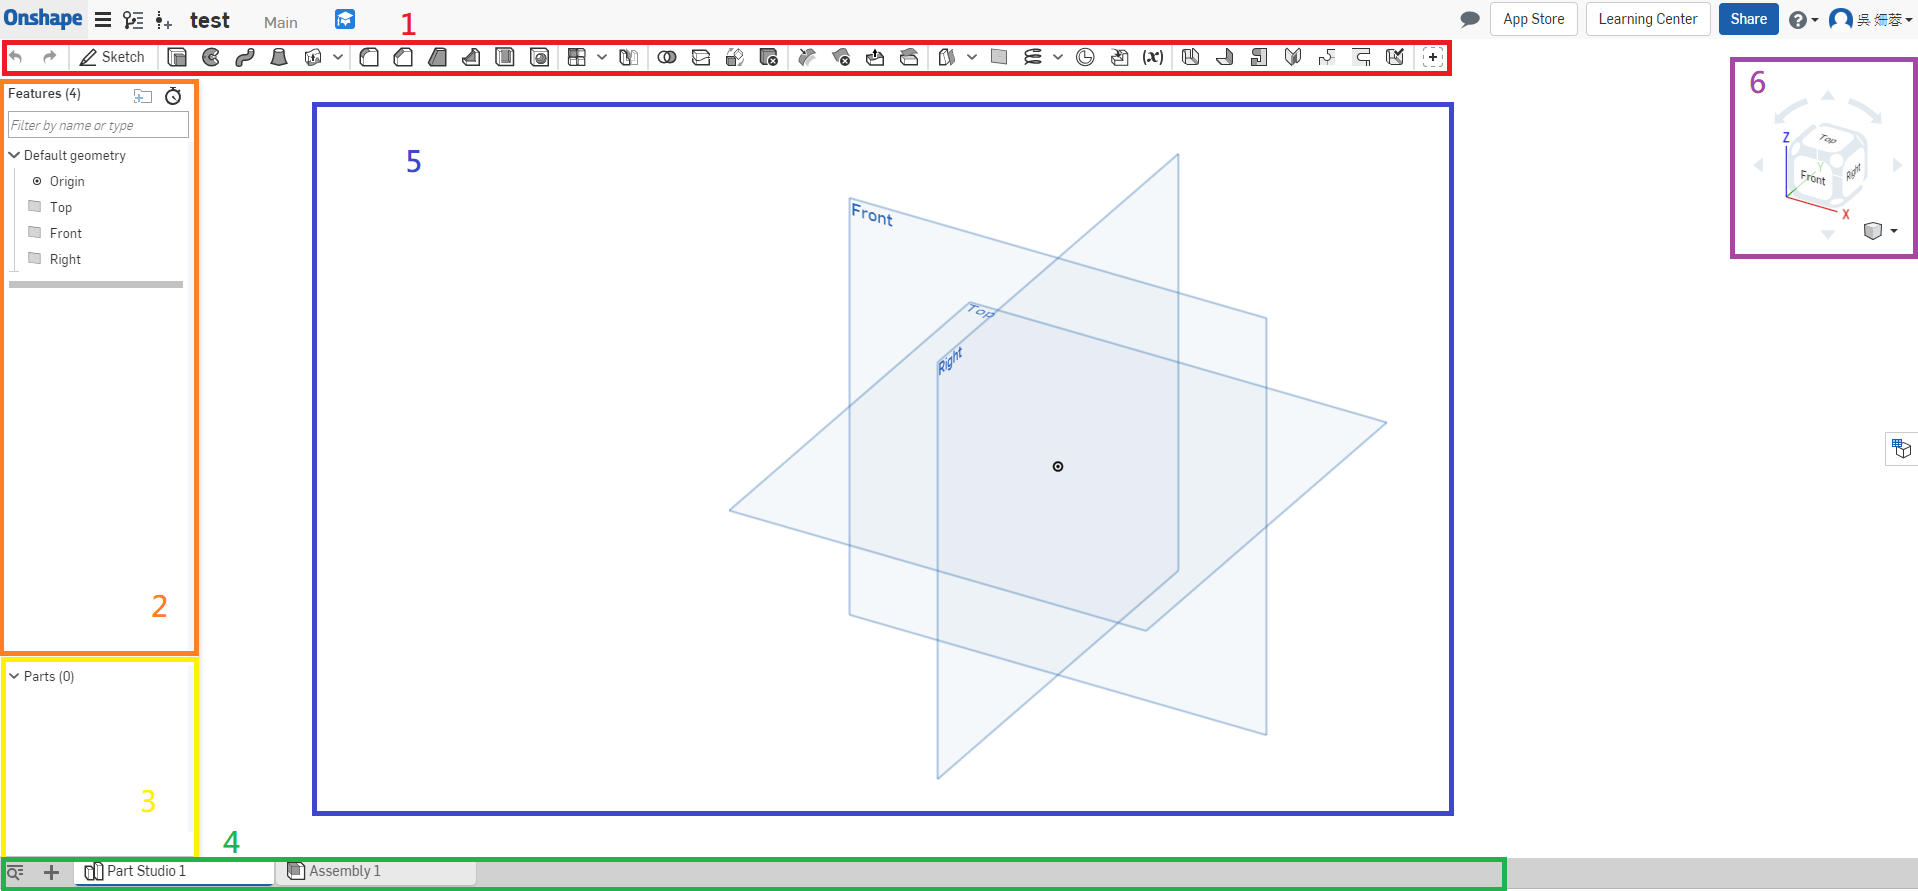 Onshape
test
Main
1
App Store
Learning Center
Share
吳 姍蓉
Sketch
(x)
Features (4)
Filter by name or type
Default geometry
Origin
Top
Front
Right
2
Parts (0)
3
4
5
Front
Top
Right
6
Z
Top
Y
Front
Right
X
Part Studio 1
Assembly 1